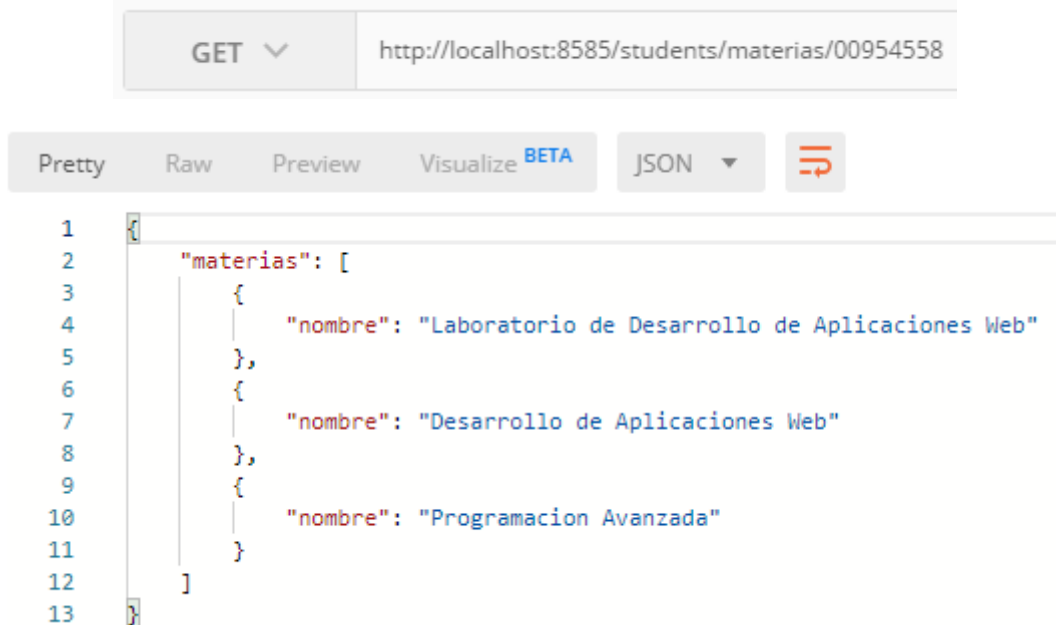 GET http://localhost:8585/students/materias/00954558
Pretty Raw Preview Visualize BETA JSON
1 {
2 "materias": [
3 {
4 "nombre": "Laboratorio de Desarrollo de Aplicaciones Web"
5 },
6 {
7 "nombre": "Desarrollo de Aplicaciones Web"
8 },
9 {
10 "nombre": "Programacion Avanzada"
11 }
12 ]
13 }